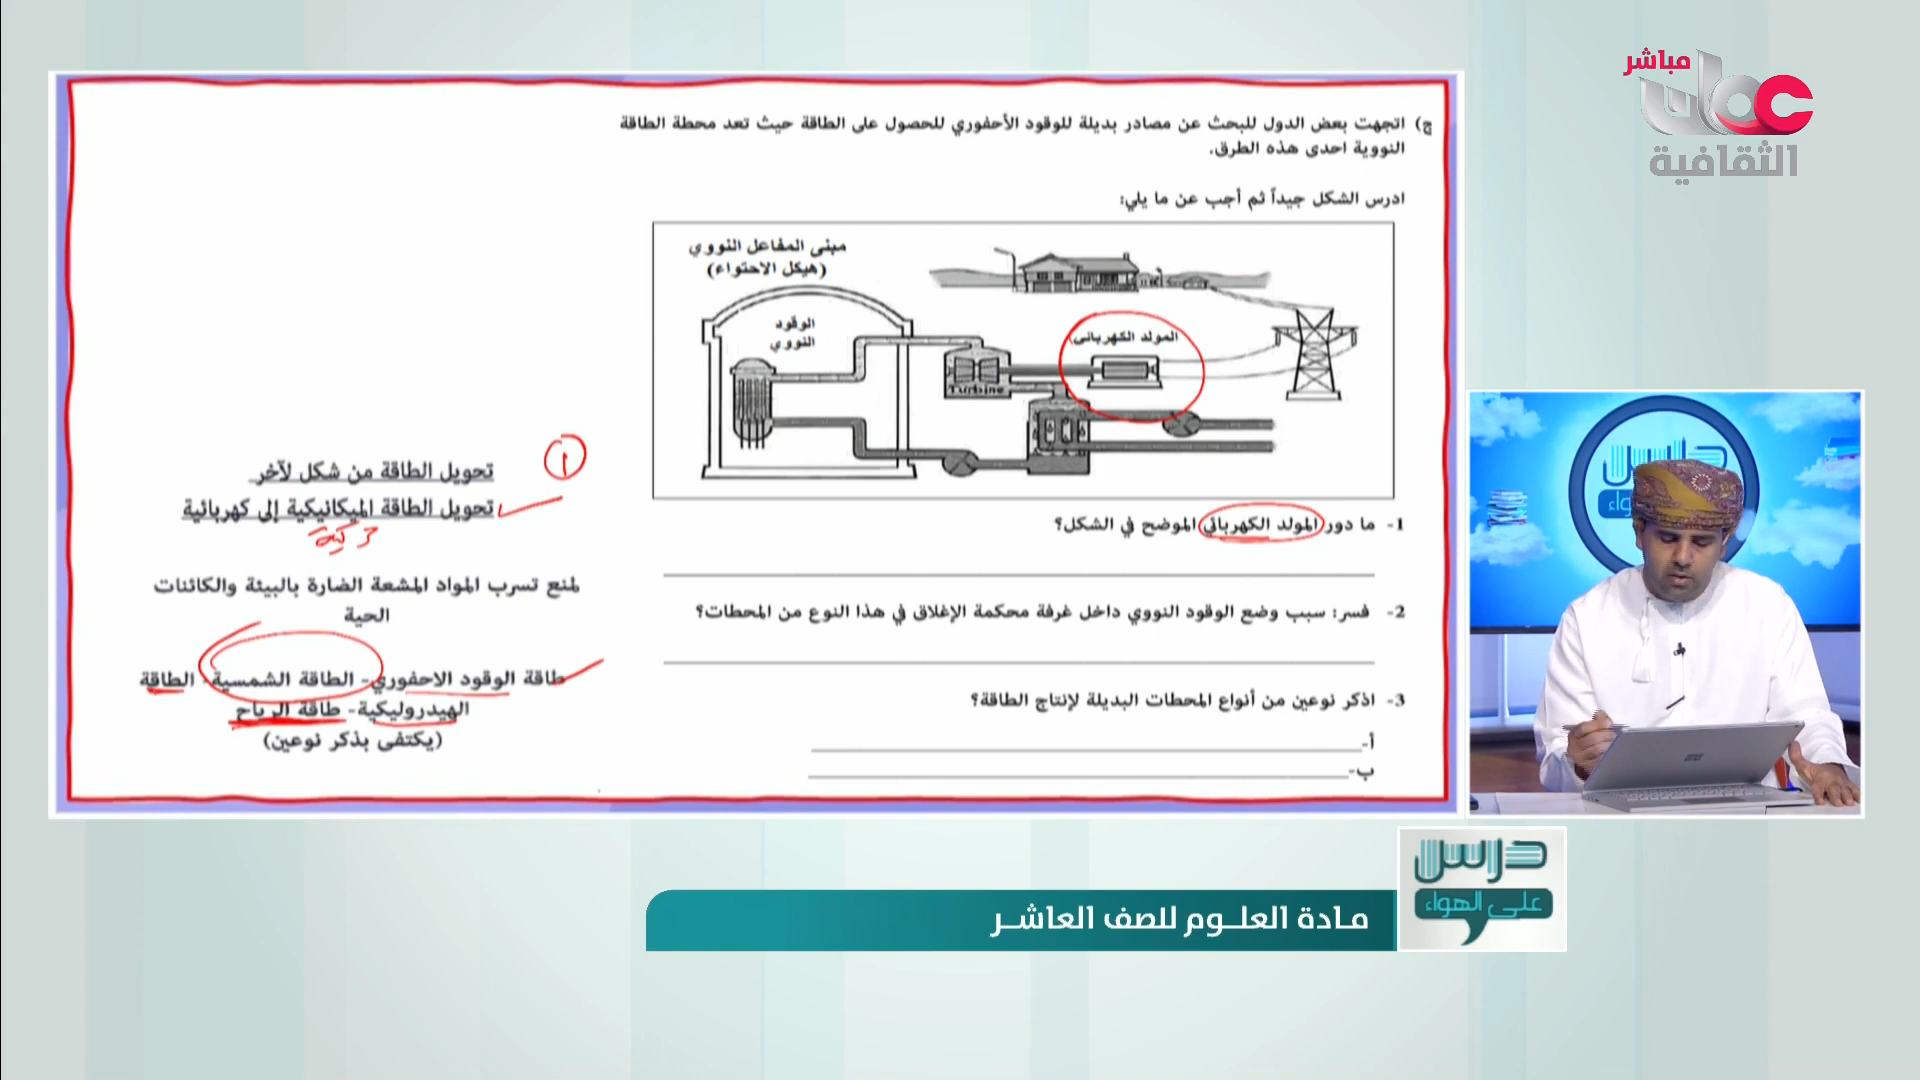 مباشر
عمان
الثقافية
ج) اتجهت بعض الدول للبحث عن مصادر بديلة للوقود الأحفوري للحصول على الطاقة حيث تعد محطة الطاقة
النووية احدى هذه الطرق.
ادرس الشكل جيداً ثم أجب عن ما يلي:
مبنى المفاعل النووي
(هيكل الاحتواء)
الوقود
النووي
المولد الكهربائى
Turbine
1- ما دور المولد الكهربائي الموضح في الشكل؟
2- فسر: سبب وضع الوقود النووي داخل غرفة محكمة الإغلاق في هذا النوع من المحطات؟
3- اذكر نوعين من أنواع المحطات البديلة لإنتاج الطاقة؟
أ-
ب-
١
تحويل الطاقة من شكل لآخر
تحويل الطاقة الميكانيكية إلى كهربائية
حركية
لمنع تسرب المواد المشعة الضارة بالبيئة والكائنات
الحية
طاقة الوقود الاحفوري- الطاقة الشمسية- الطاقة
الهيدروليكية- طاقة الرياح
(يكتفى بذكر نوعين)
درس
على الهواء
مادة العلوم للصف العاشر